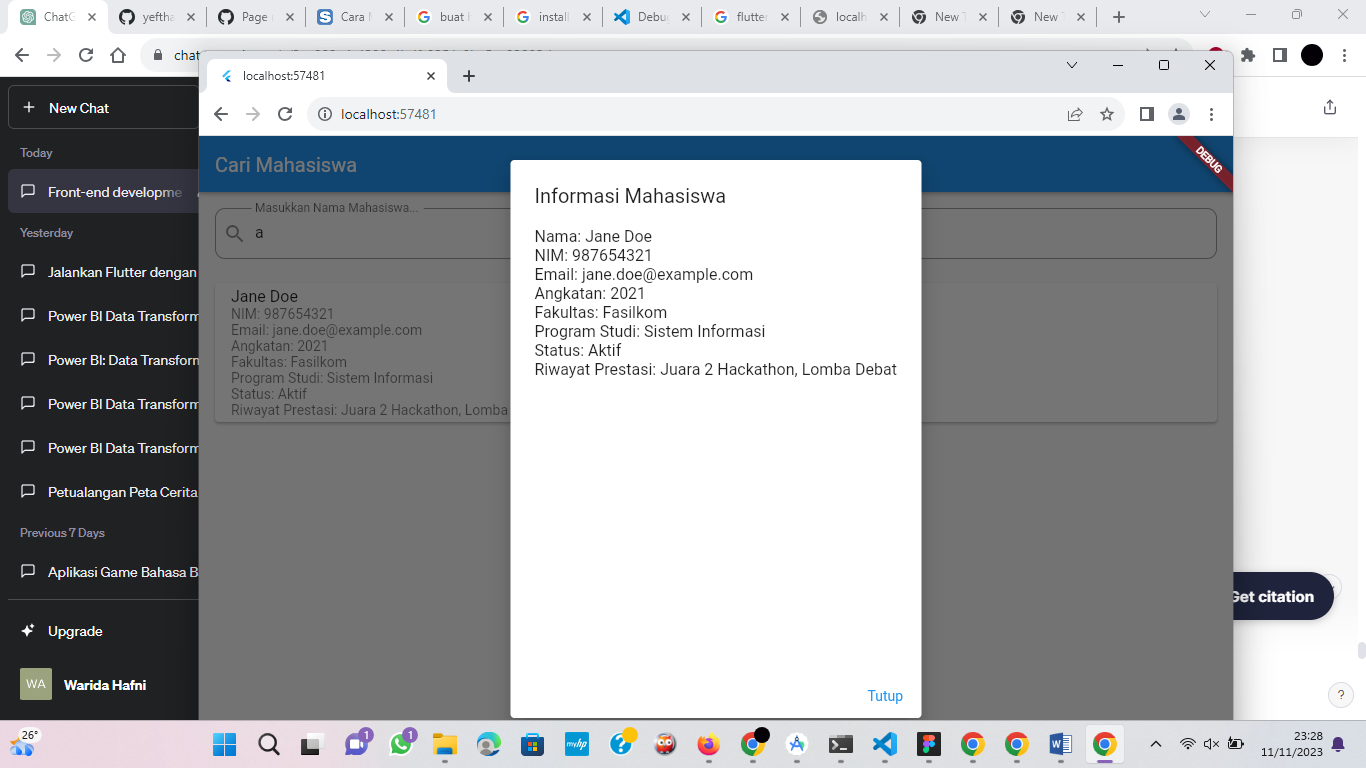 ChatG
yeftha
Page
Cara
buat
install
Debug
flutter
localh
New
New
chat
New Chat
Today
Front-end developme
Yesterday
Jalankan Flutter dengan
Power BI Data Transform
Power BI: Data Transform
Power BI Data Transform
Power BI Data Transform
Petualangan Peta Cerita
Previous 7 Days
Aplikasi Game Bahasa B
Upgrade
WA
Warida Hafni
localhost:57481
localhost:57481
Cari Mahasiswa
DEBUG
Masukkan Nama Mahasiswa...
a
Jane Doe
NIM: 987654321
Email: jane.doe@example.com
Angkatan: 2021
Fakultas: Fasilkom
Program Studi: Sistem Informasi
Status: Aktif
Riwayat Prestasi: Juara 2 Hackathon, Lomba
Informasi Mahasiswa
Nama: Jane Doe
NIM: 987654321
Email: jane.doe@example.com
Angkatan: 2021
Fakultas: Fasilkom
Program Studi: Sistem Informasi
Status: Aktif
Riwayat Prestasi: Juara 2 Hackathon, Lomba Debat
Tutup
Get citation
?
26°
1
1
myhp
23:28
11/11/2023